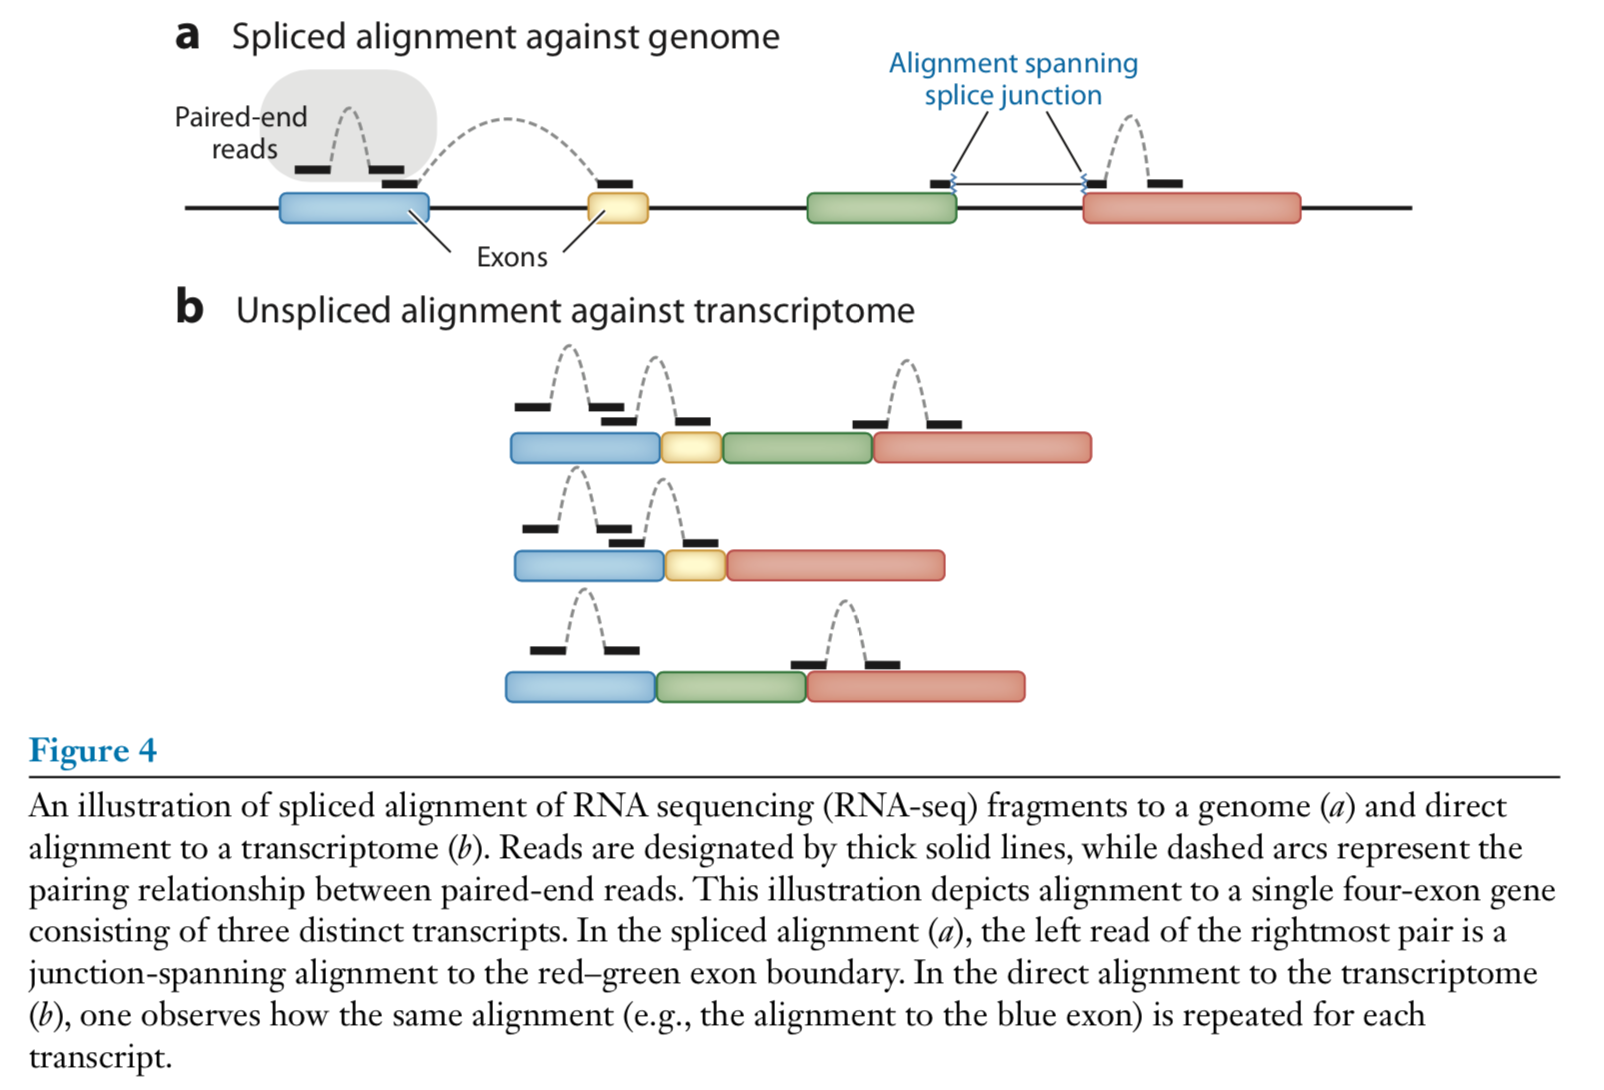 a Spliced alignment against genome
Alignment spanning
splice junction
Paired-end
reads
Exons
b Unspliced alignment against transcriptome
Figure 4
An illustration of spliced alignment of RNA sequencing (RNA-seq) fragments to a genome (a) and direct
alignment to a transcriptome (b). Reads are designated by thick solid lines, while dashed arcs represent the
pairing relationship between paired-end reads. This illustration depicts alignment to a single four-exon gene
consisting of three distinct transcripts. In the spliced alignment (a), the left read of the rightmost pair is a
junction-spanning alignment to the red–green exon boundary. In the direct alignment to the transcriptome
(b), one observes how the same alignment (e.g., the alignment to the blue exon) is repeated for each
transcript.